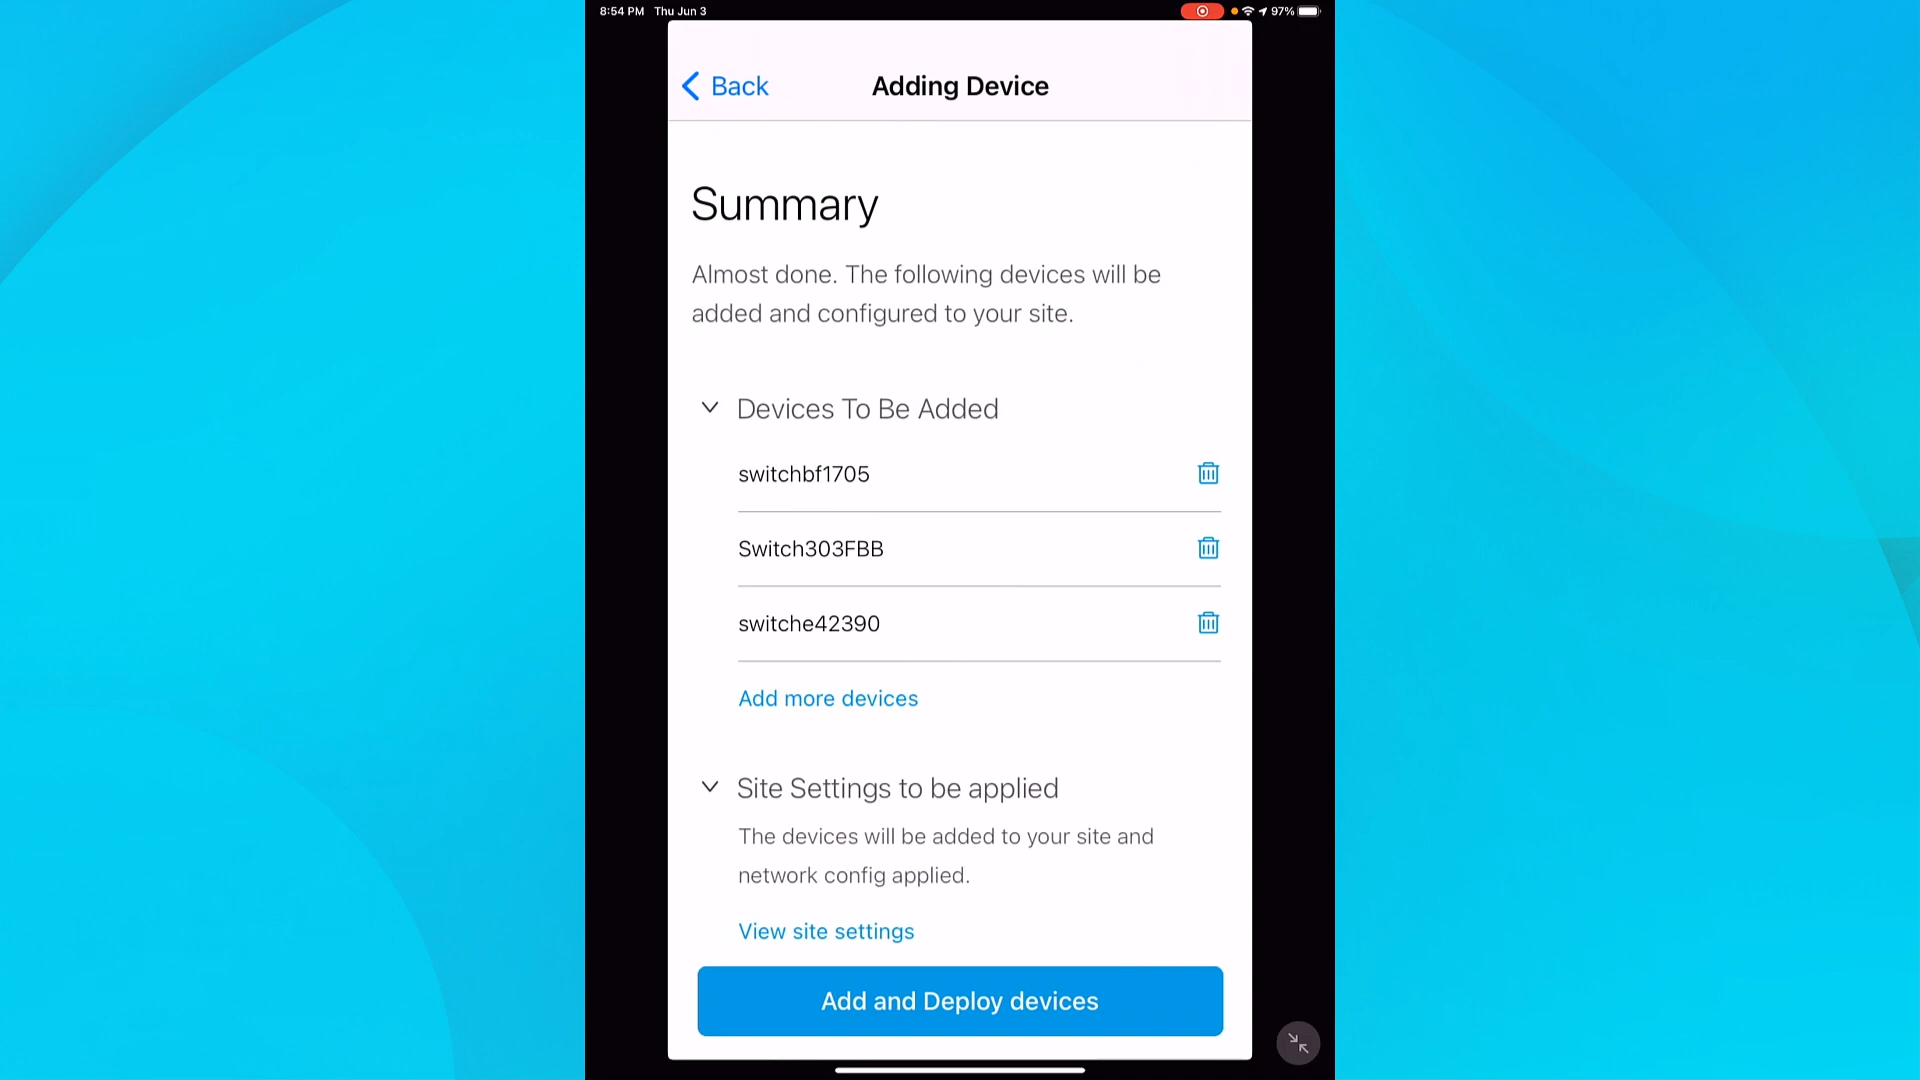 8:54 PM Thu Jun 3
97%
Back
Adding Device
Summary
Almost done. The following devices will be
added and configured to your site.
Devices To Be Added
switchbf1705
Switch303FBB
switche42390
Add more devices
Site Settings to be applied
The devices will be added to your site and
network config applied.
View site settings
Add and Deploy devices